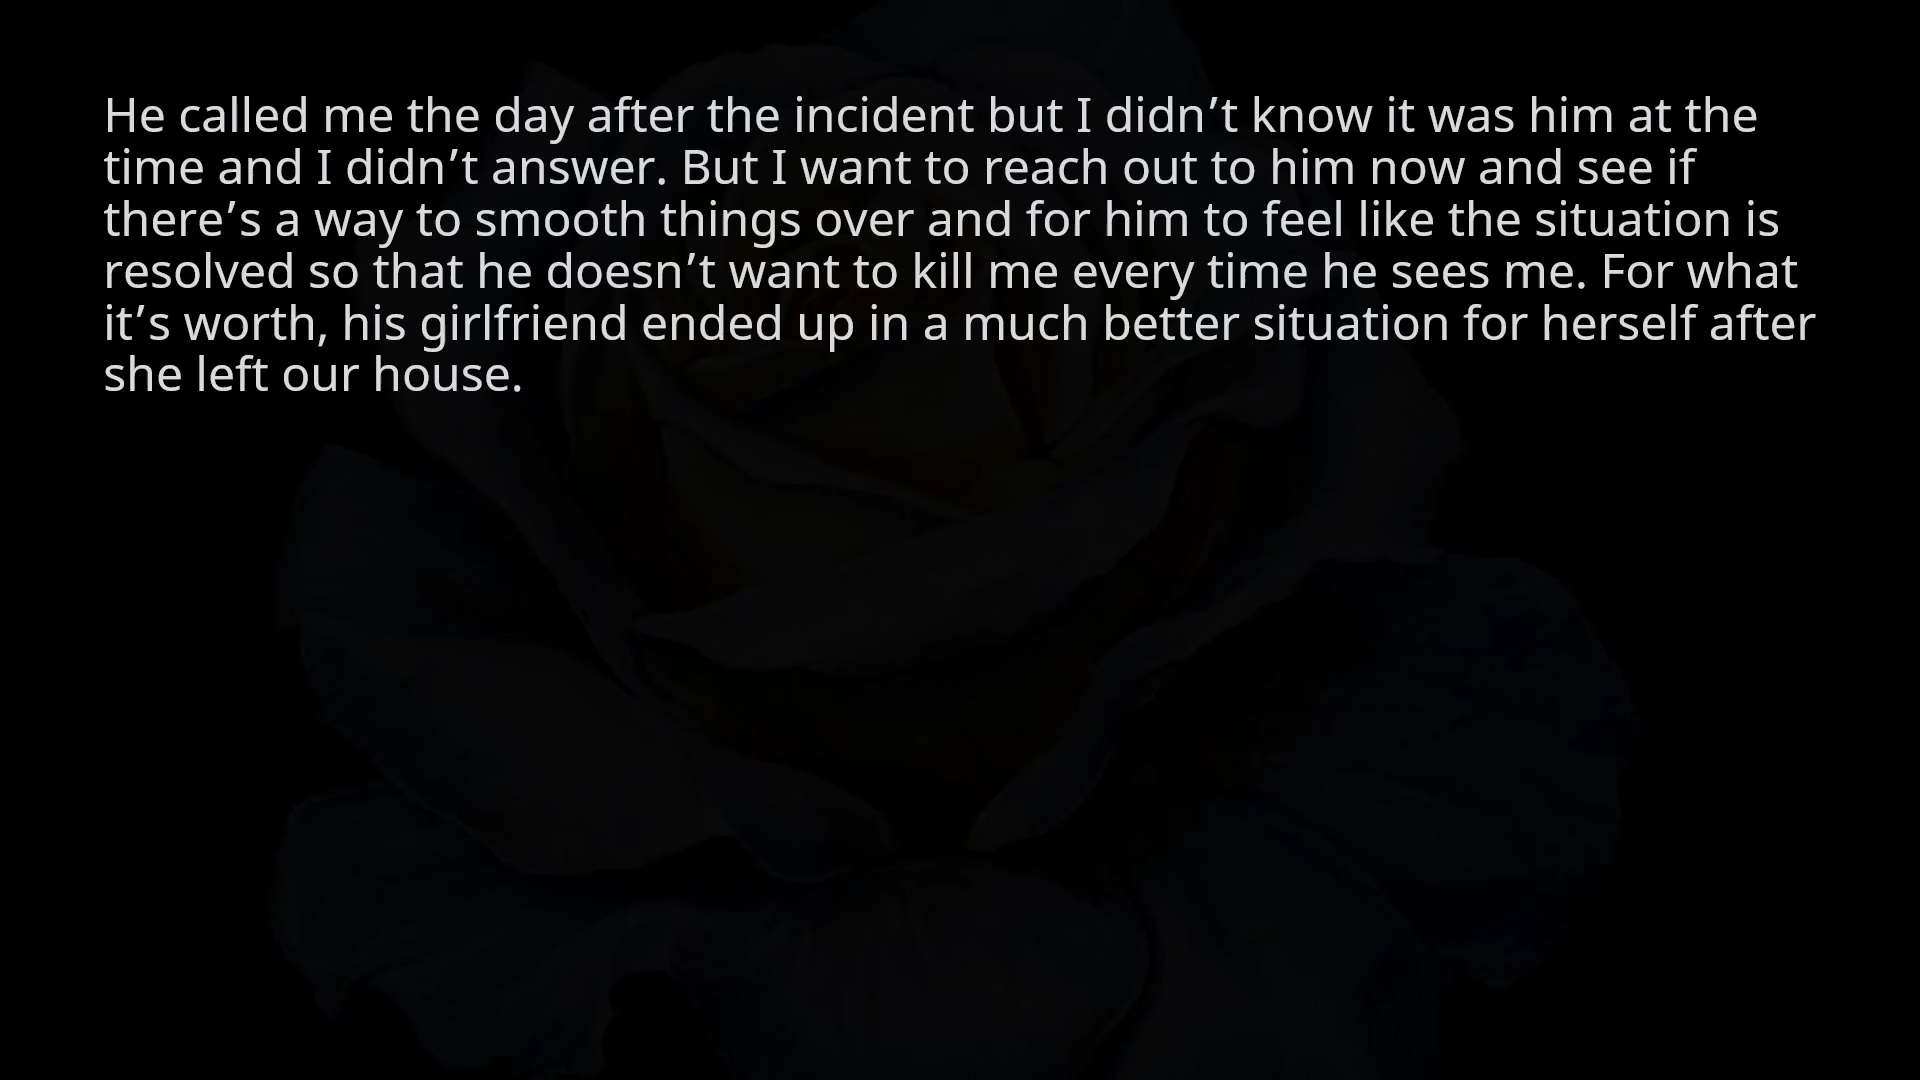 He called me the day after the incident but I didn’t know it was him at the
time and I didn’t answer. But I want to reach out to him now and see if
there’s a way to smooth things over and for him to feel like the situation is
resolved so that he doesn’t want to kill me every time he sees me. For what
it’s worth, his girlfriend ended up in a much better situation for herself after
she left our house.